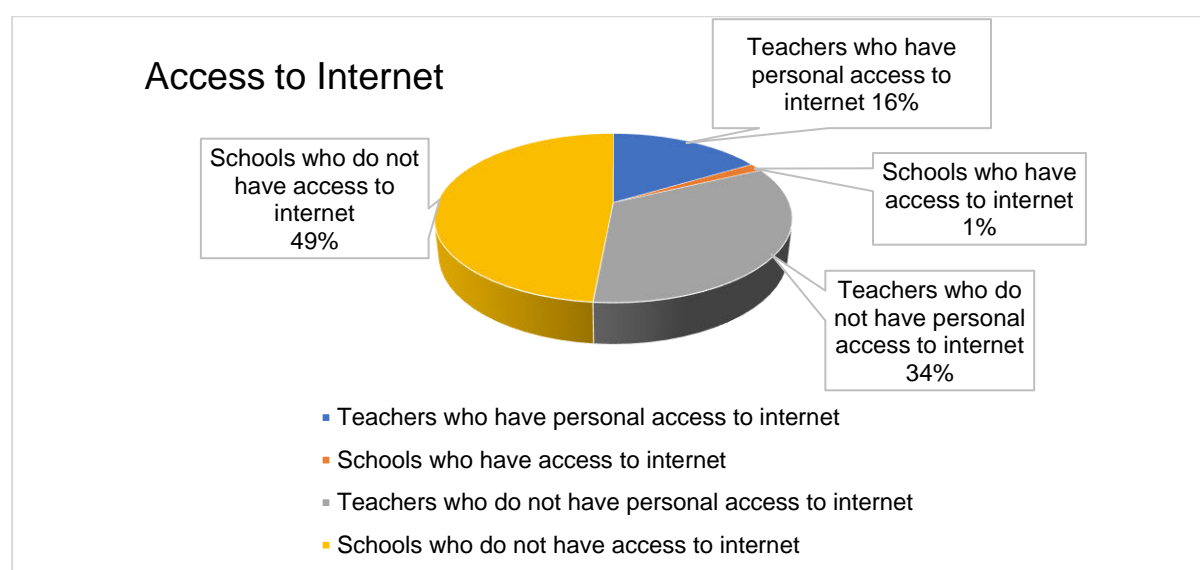 Access to Internet
Teachers who have
personal access to
internet 16%
Schools who have
access to internet
1%
Teachers who do
not have personal
access to internet
34%
Schools who do not
have access to
internet
49%
Teachers who have personal access to internet
Schools who have access to internet
Teachers who do not have personal access to internet
Schools who do not have access to internet